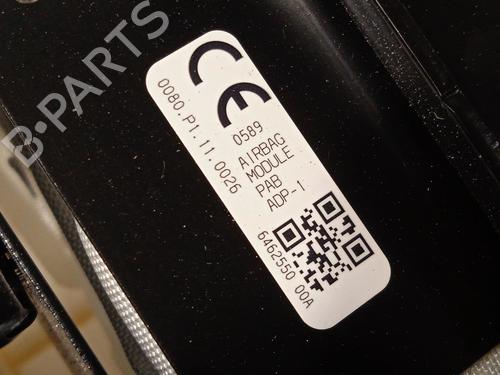 B-PARTS
CE
0080.P1.11.0026
0589
AIRBAG
MODULE
PAB
ADP-1
6462550 00A